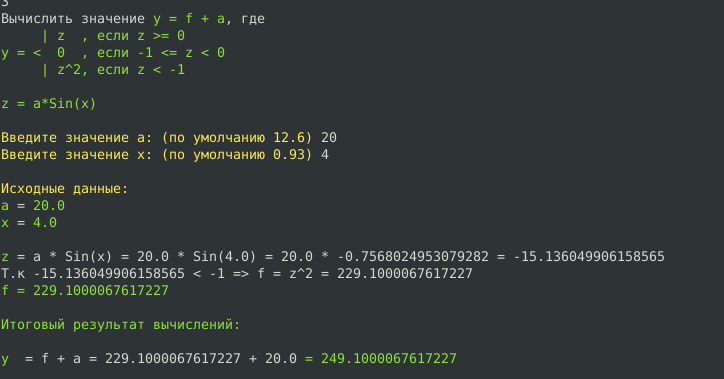 3
Вычислить значение y = f + a, где
     | z  , если z >= 0
y = <  0  , если -1 <= z < 0
     | z^2, если z < -1
z = a*Sin(x)
Введите значение a: (по умолчанию 12.6) 20
Введите значение x: (по умолчанию 0.93) 4
Исходные данные:
a = 20.0
x = 4.0
z = a * Sin(x) = 20.0 * Sin(4.0) = 20.0 * -0.7568024953079282 = -15.136049906158565
Т.к -15.136049906158565 < -1 => f = z^2 = 229.1000067617227
f = 229.1000067617227
Итоговый результат вычислений:
y  = f + a = 229.1000067617227 + 20.0 = 249.1000067617227